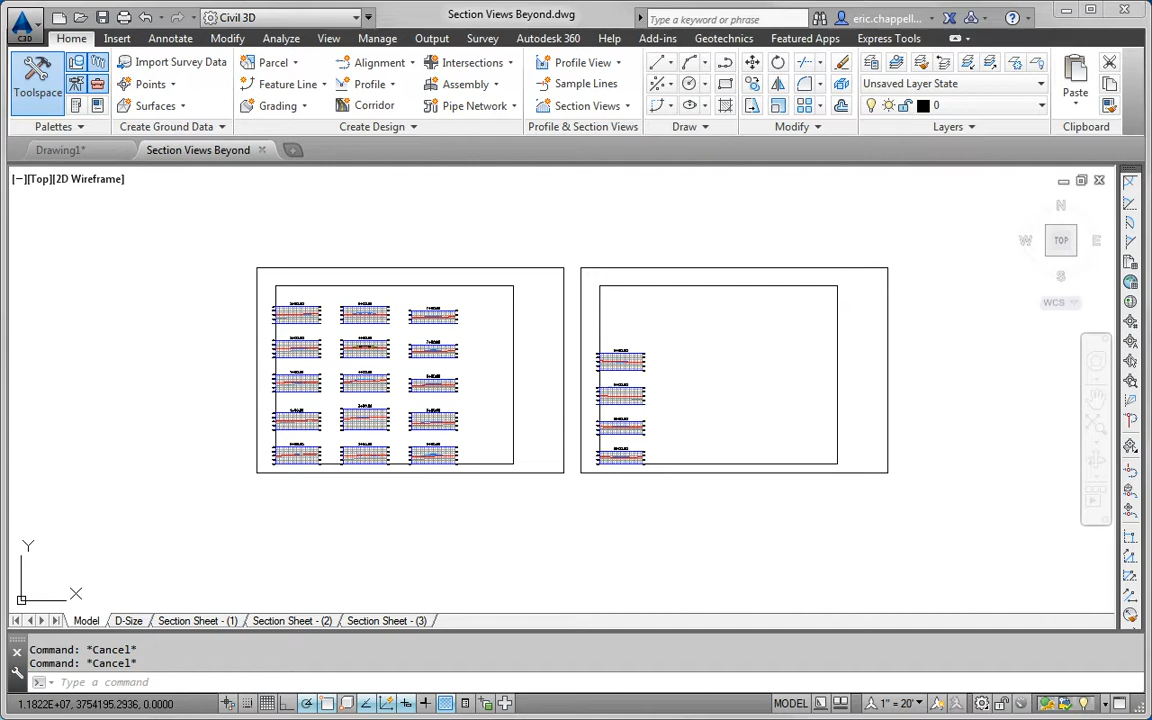 Civil 3D
Section Views Beyond.dwg
Type a keyword or phrase
eric.chappell...
C3D
Home Insert Annotate Modify Analyze View Manage Output Survey Autodesk 360 Help Add-ins Geotechnics Featured Apps Express Tools
Toolspace
Import Survey Data
Points
Surfaces
Parcel
Feature Line
Grading
Alignment
Profile
Corridor
Intersections
Assembly
Pipe Network
Profile View
Sample Lines
Section Views
Unsaved Layer State
0
Paste
Palettes Create Ground Data Create Design Profile & Section Views Draw Modify Layers Clipboard
Drawing1* Section Views Beyond
[−][Top][2D Wireframe]
N
W TOP E
S
WCS
Y
X
Model D-Size Section Sheet - (1) Section Sheet - (2) Section Sheet - (3)
Command: *Cancel*
Command: *Cancel*
Type a command
1.1822E+07, 3754195.2936, 0.0000
MODEL
1" = 20'